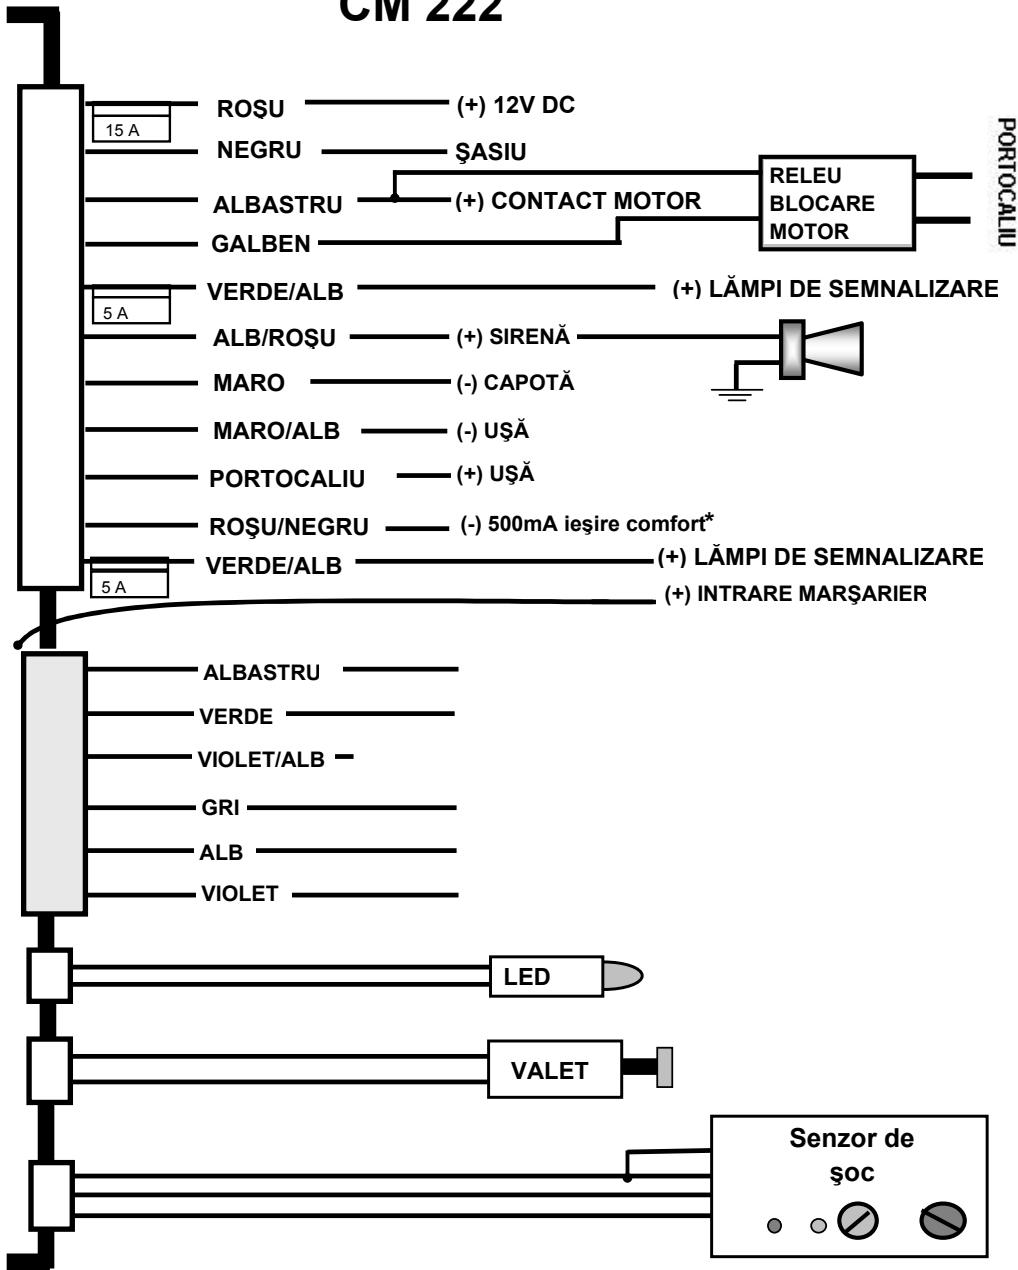 CM 222
ROŞU (+) 12V DC
15 A
NEGRU ŞASIU
ALBASTRU (+) CONTACT MOTOR
GALBEN
RELEU
BLOCARE
MOTOR
PORTOCALIU
VERDE/ALB (+) LĂMPI DE SEMNALIZARE
5 A
ALB/ROŞU (+) SIRENĂ
MARO (-) CAPOTĂ
MARO/ALB (-) UŞĂ
PORTOCALIU (+) UŞĂ
ROŞU/NEGRU (-) 500mA ieşire comfort*
VERDE/ALB (+) LĂMPI DE SEMNALIZARE
5 A
(+) INTRARE MARŞARIER
ALBASTRU
VERDE
VIOLET/ALB
GRI
ALB
VIOLET
LED
VALET
Senzor de
şoc